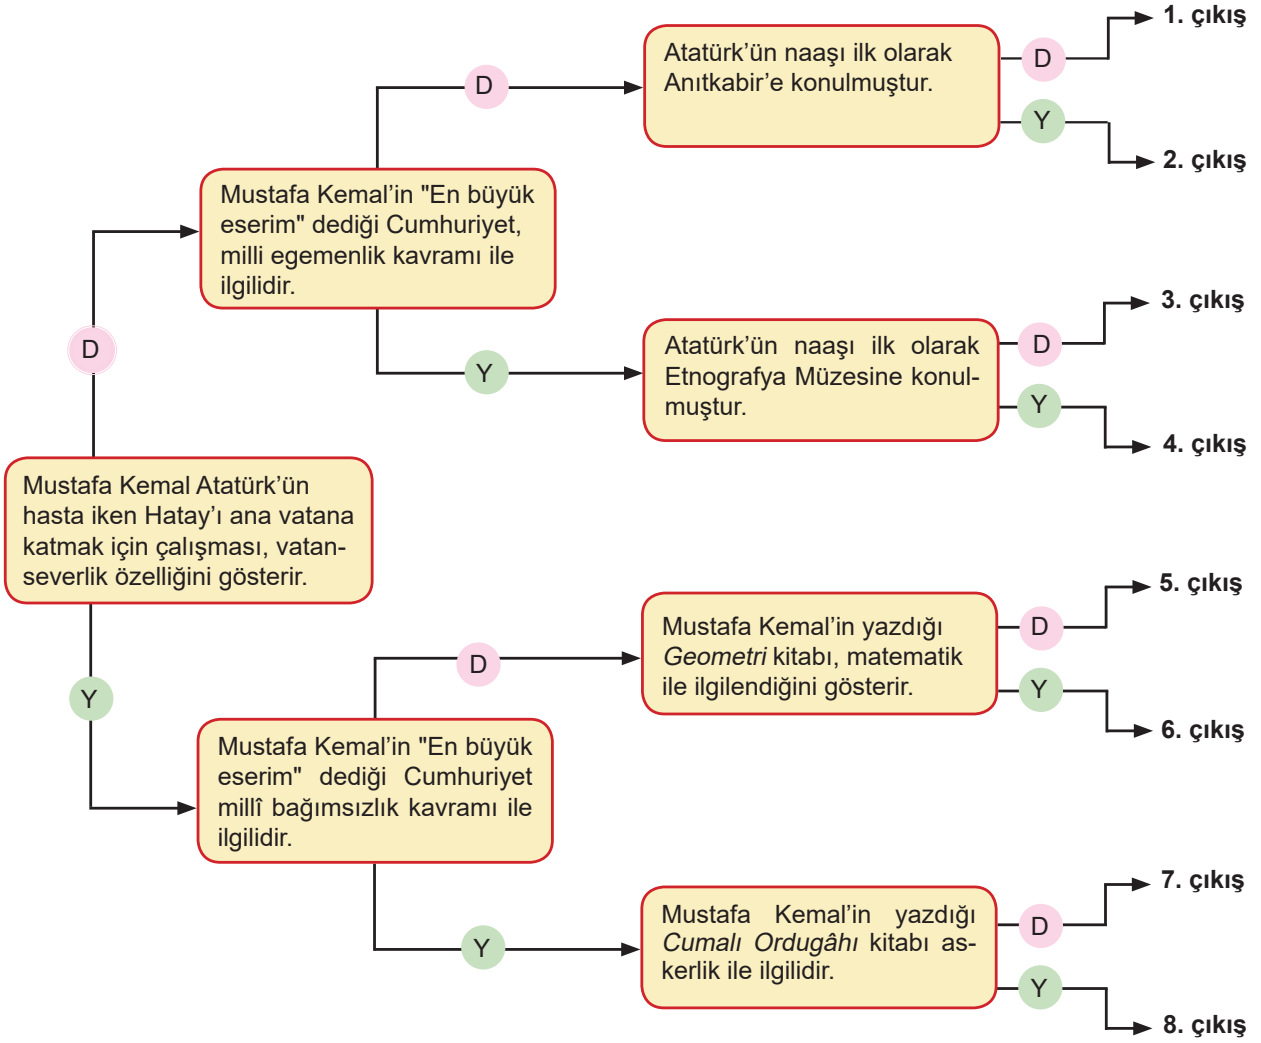 Atatürk’ün naaşı ilk olarak
Anıtkabir’e konulmuştur.
D
D
Y
1. çıkış
2. çıkış
Mustafa Kemal’in "En büyük
eserim" dediği Cumhuriyet,
milli egemenlik kavramı ile
ilgilidir.
D
Y
Atatürk’ün naaşı ilk olarak
Etnografya Müzesine konul-
muştur.
D
Y
3. çıkış
4. çıkış
Mustafa Kemal Atatürk’ün
hasta iken Hatay’ı ana vatana
katmak için çalışması, vatan-
severlik özelliğini gösterir.
Y
D
Mustafa Kemal’in yazdığı
Geometri kitabı, matematik
ile ilgilendiğini gösterir.
D
Y
5. çıkış
6. çıkış
Mustafa Kemal’in "En büyük
eserim" dediği Cumhuriyet
millî bağımsızlık kavramı ile
ilgilidir.
Y
Mustafa Kemal’in yazdığı
Cumalı Ordugâhı kitabı as-
kerlik ile ilgilidir.
D
Y
7. çıkış
8. çıkış